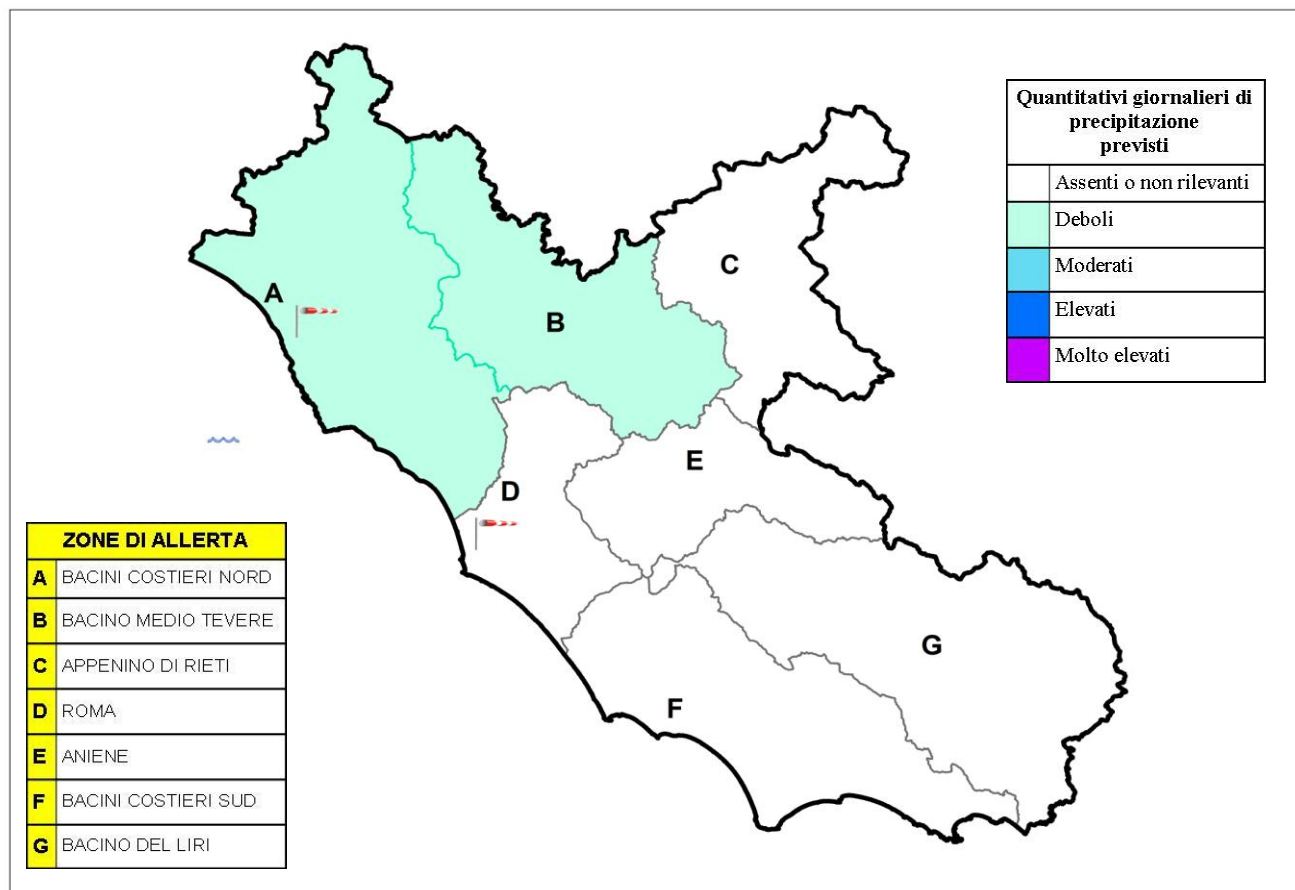 Quantitativi giornalieri di
precipitazione
previsti
Assenti o non rilevanti
Deboli
Moderati
Elevati
Molto elevati
A
B
C
D
E
F
G
ZONE DI ALLERTA
A BACINI COSTIERI NORD
B BACINO MEDIO TEVERE
C APPENINO DI RIETI
D ROMA
E ANIENE
F BACINI COSTIERI SUD
G BACINO DEL LIRI